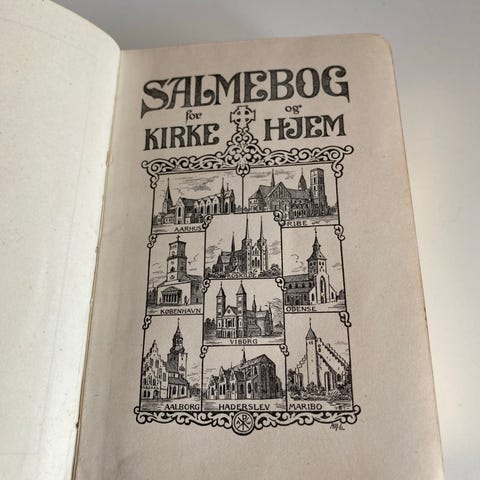 SALMEBOG
for og
KIRKE HJEM
AARHUS RIBE
ROSKILDE
KØBENHAVN ODENSE
VIBORG
AALBORG HADERSLEV MARIBO